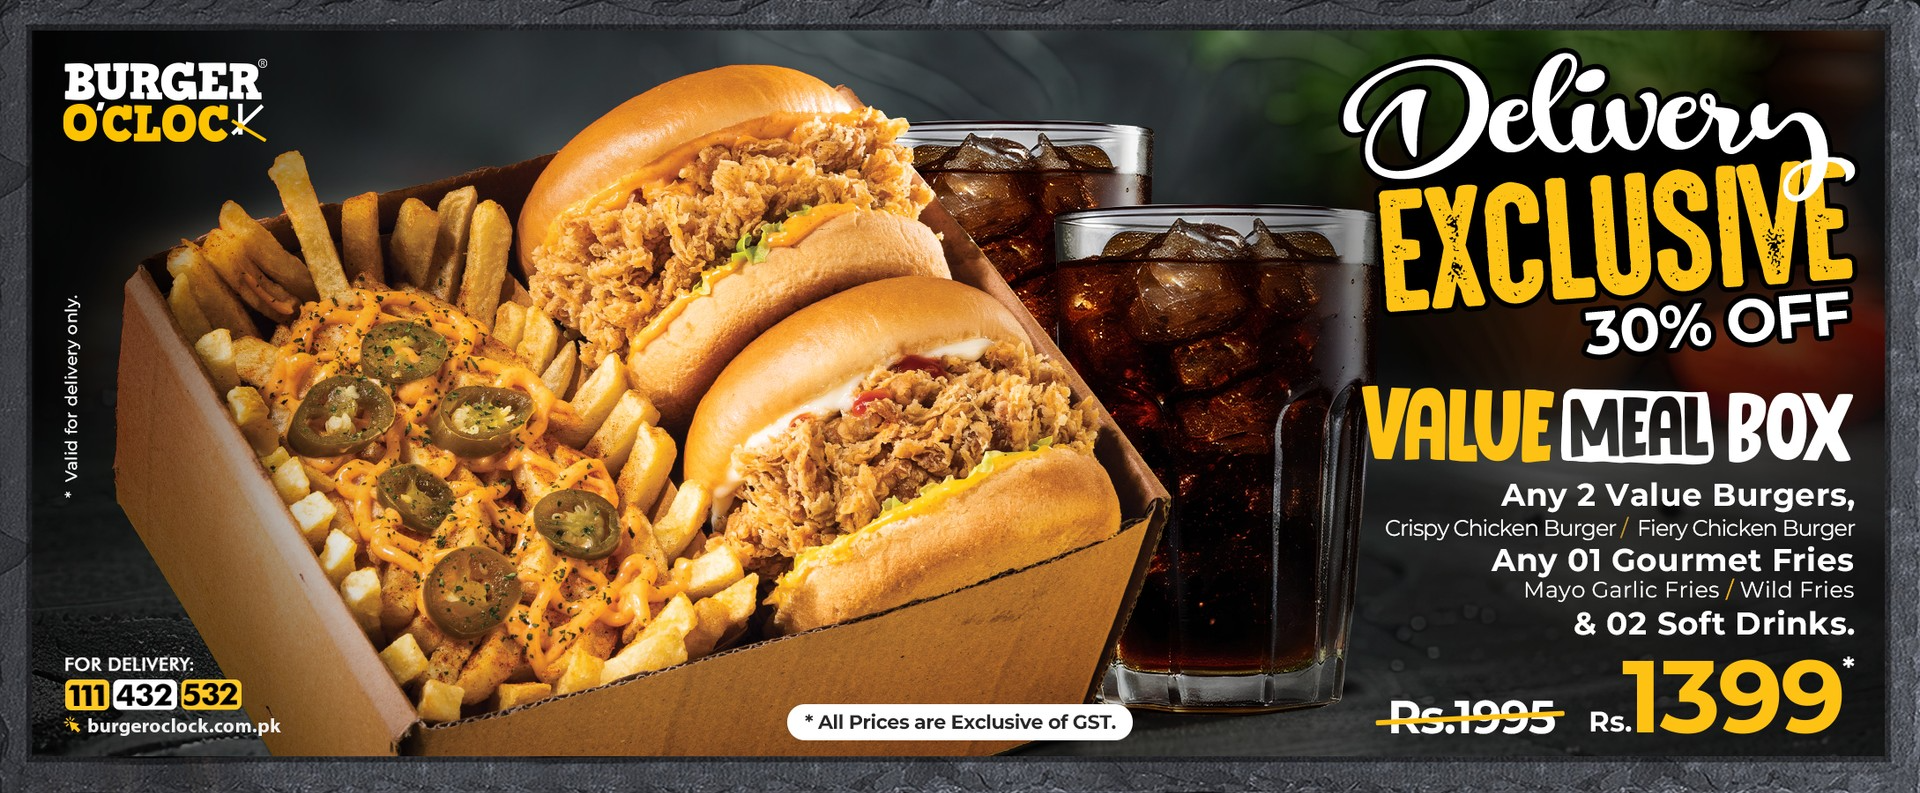 BURGER®
O'CLOCK
* Valid for delivery only.
FOR DELIVERY:
111 432 532
burgeroclock.com.pk
* All Prices are Exclusive of GST.
Delivery
EXCLUSIVE
30% OFF
VALUE MEAL BOX
Any 2 Value Burgers,
Crispy Chicken Burger / Fiery Chicken Burger
Any 01 Gourmet Fries
Mayo Garlic Fries / Wild Fries
& 02 Soft Drinks.
Rs.1995 Rs.1399*